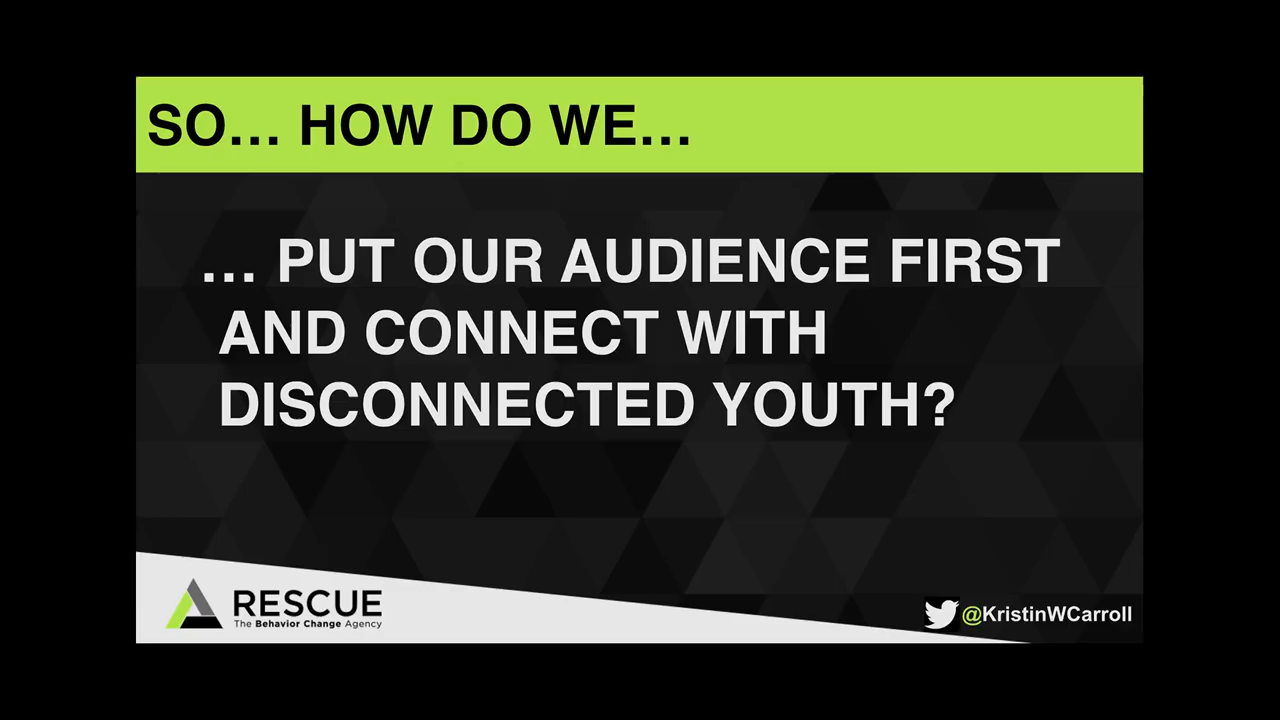 SO... HOW DO WE...
... PUT OUR AUDIENCE FIRST
AND CONNECT WITH
DISCONNECTED YOUTH?
RESCUE
The Behavior Change Agency
@KristinWCarroll